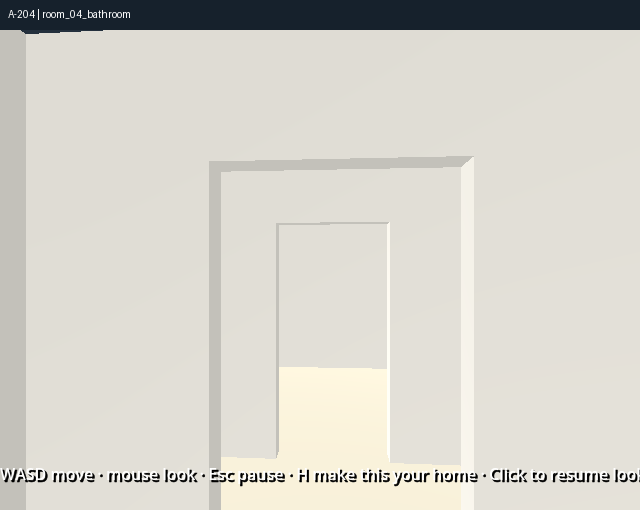 A-204 | room_04_bathroom
WASD move · mouse look · Esc pause · H make this your home · Click to resume